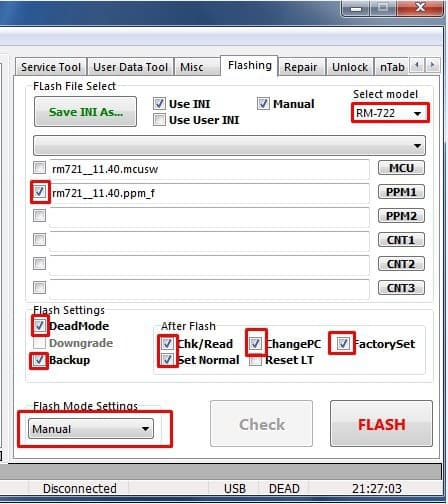 Service Tool User Data Tool Misc Flashing Repair Unlock nTab
Flash File Select
Save INI As...
Use INI
Manual
Use User INI
Select model
RM-722
rm721__11.40.mcusw MCU
rm721__11.40.ppm_f PPM1
PPM2
CNT1
CNT2
CNT3
Flash Settings
DeadMode
Downgrade
Backup
After Flash
Chk/Read ChangePC FactorySet
Set Normal Reset LT
Flash Mode Settings
Manual
Check
FLASH
Disconnected USB DEAD 21:27:03